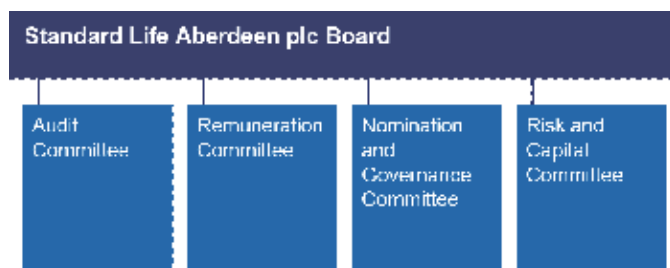 Standard Life Aberdeen plc Board
Audit
Committee
Remuneration
Committee
Nomination
and
Governance
Committee
Risk and
Capital
Committee